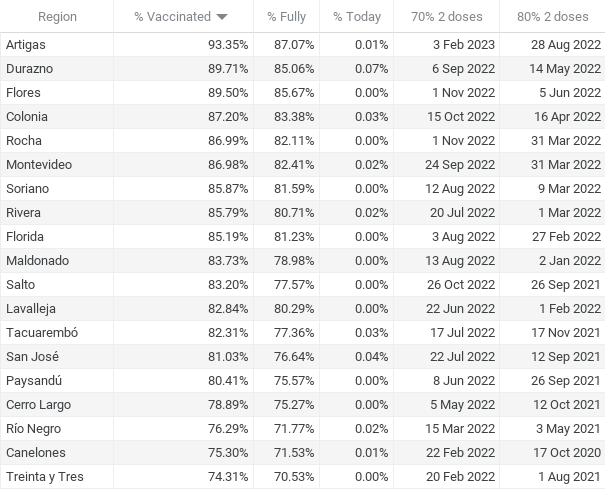 Region % Vaccinated % Fully % Today 70% 2 doses 80% 2 doses
Artigas 93.35% 87.07% 0.01% 3 Feb 2023 28 Aug 2022
Durazno 89.71% 85.06% 0.07% 6 Sep 2022 14 May 2022
Flores 89.50% 85.67% 0.00% 1 Nov 2022 5 Jun 2022
Colonia 87.20% 83.38% 0.03% 15 Oct 2022 16 Apr 2022
Rocha 86.99% 82.11% 0.00% 1 Nov 2022 31 Mar 2022
Montevideo 86.98% 82.41% 0.02% 24 Sep 2022 31 Mar 2022
Soriano 85.87% 81.59% 0.00% 12 Aug 2022 9 Mar 2022
Rivera 85.79% 80.71% 0.02% 20 Jul 2022 1 Mar 2022
Florida 85.19% 81.23% 0.00% 3 Aug 2022 27 Feb 2022
Maldonado 83.73% 78.98% 0.00% 13 Aug 2022 2 Jan 2022
Salto 83.20% 77.57% 0.00% 26 Oct 2022 26 Sep 2021
Lavalleja 82.84% 80.29% 0.00% 22 Jun 2022 1 Feb 2022
Tacuarembó 82.31% 77.36% 0.03% 17 Jul 2022 17 Nov 2021
San José 81.03% 76.64% 0.04% 22 Jul 2022 12 Sep 2021
Paysandú 80.41% 75.57% 0.00% 8 Jun 2022 26 Sep 2021
Cerro Largo 78.89% 75.27% 0.00% 5 May 2022 12 Oct 2021
Río Negro 76.29% 71.77% 0.02% 15 Mar 2022 3 May 2021
Canelones 75.30% 71.53% 0.01% 22 Feb 2022 17 Oct 2020
Treinta y Tres 74.31% 70.53% 0.00% 20 Feb 2022 1 Aug 2021